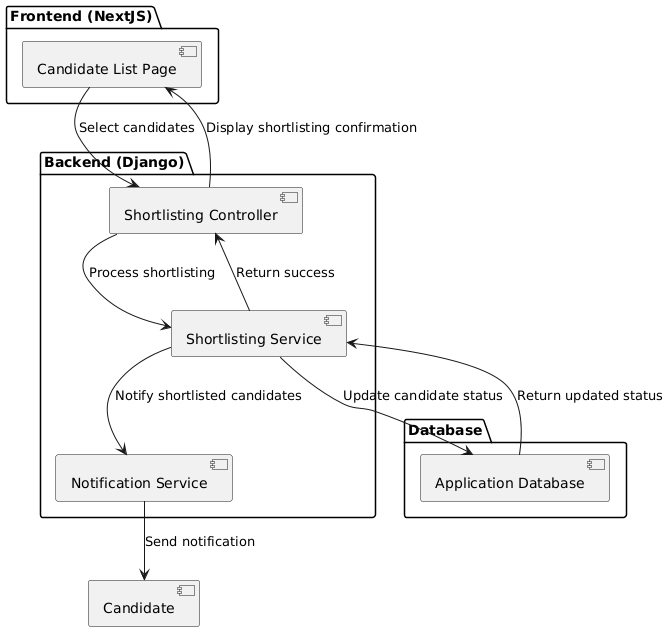 Frontend (NextJS)
Candidate List Page
Select candidates
Display shortlisting confirmation
Backend (Django)
Shortlisting Controller
Process shortlisting
Return success
Shortlisting Service
Notify shortlisted candidates
Update candidate status
Return updated status
Database
Notification Service
Application Database
Send notification
Candidate